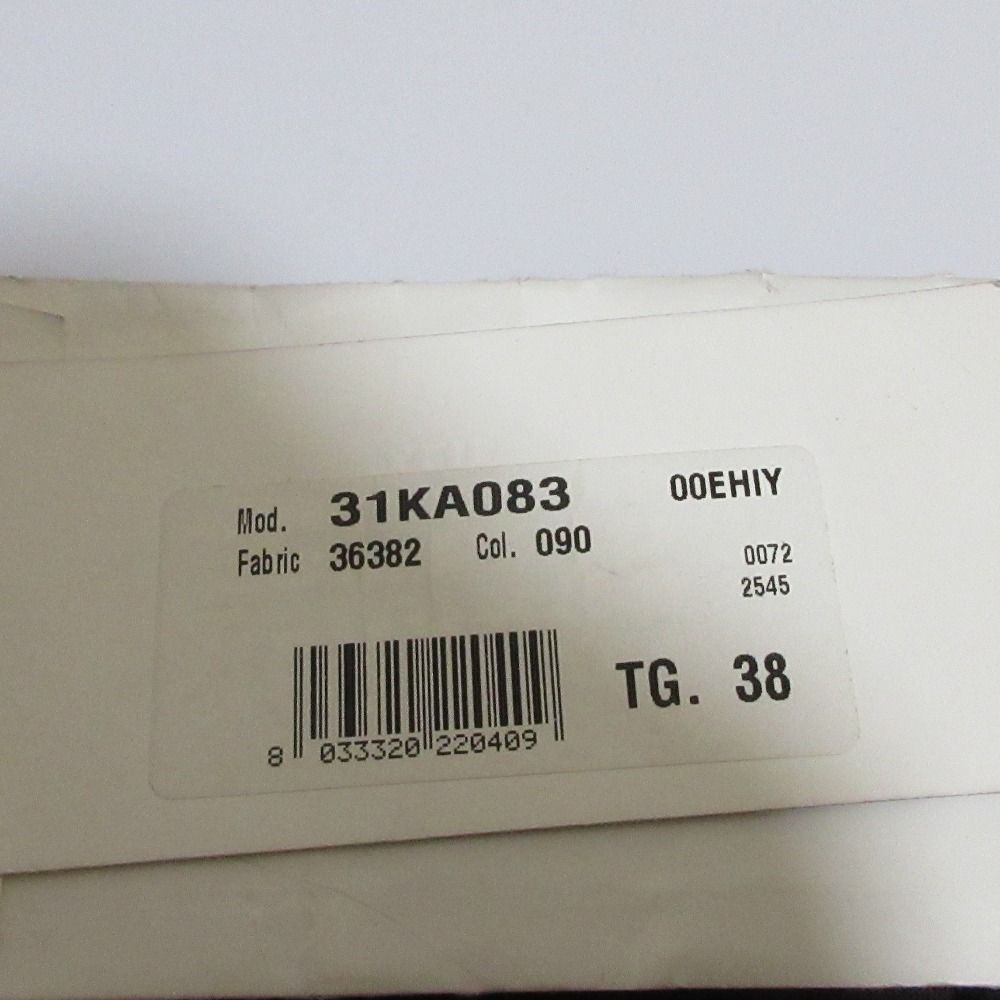 Mod. 31KA083 00EHIY
Fabric 36382 Col. 090
0072
2545
TG. 38
8 033320 220409